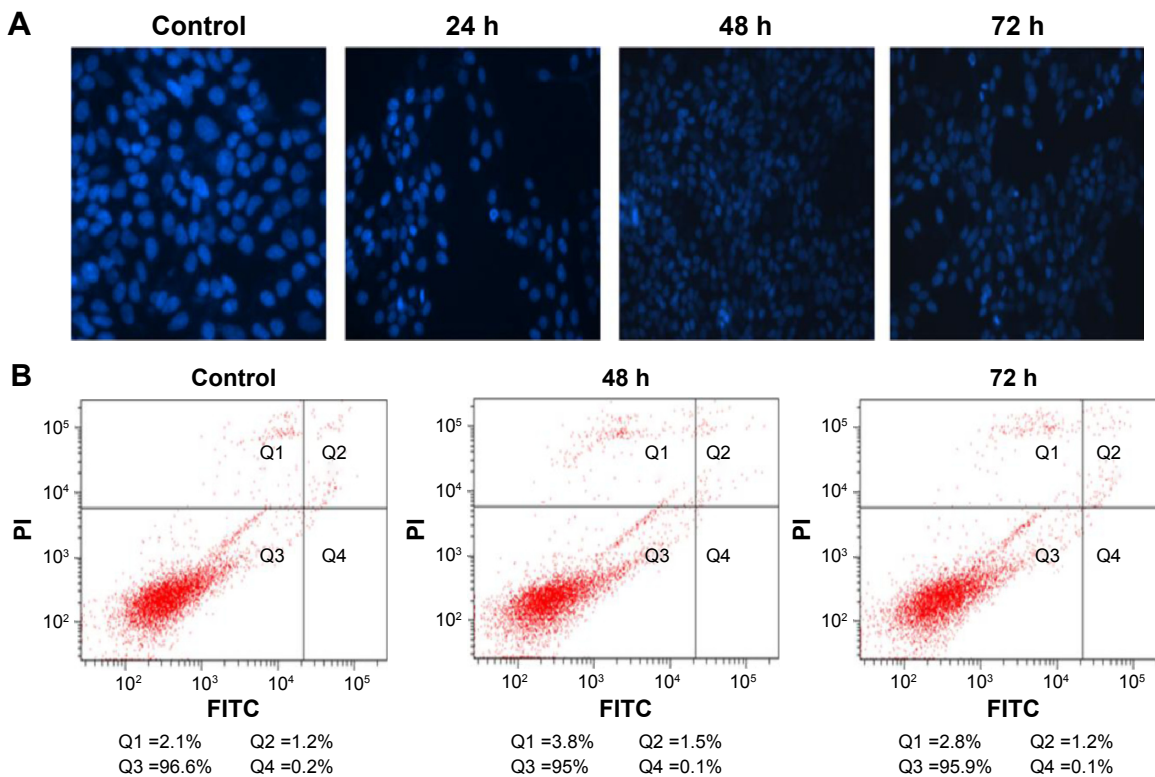 A
Control
24 h
48 h
72 h
B
Control
48 h
72 h
PI
10⁵
10⁴
10³
10²
Q1
Q2
Q3
Q4
10² 10³ 10⁴ 10⁵
FITC
Q1 =2.1% Q2 =1.2%
Q3 =96.6% Q4 =0.2%
PI
10⁵
10⁴
10³
10²
Q1
Q2
Q3
Q4
10² 10³ 10⁴ 10⁵
FITC
Q1 =3.8% Q2 =1.5%
Q3 =95% Q4 =0.1%
PI
10⁵
10⁴
10³
10²
Q1
Q2
Q3
Q4
10² 10³ 10⁴ 10⁵
FITC
Q1 =2.8% Q2 =1.2%
Q3 =95.9% Q4 =0.1%